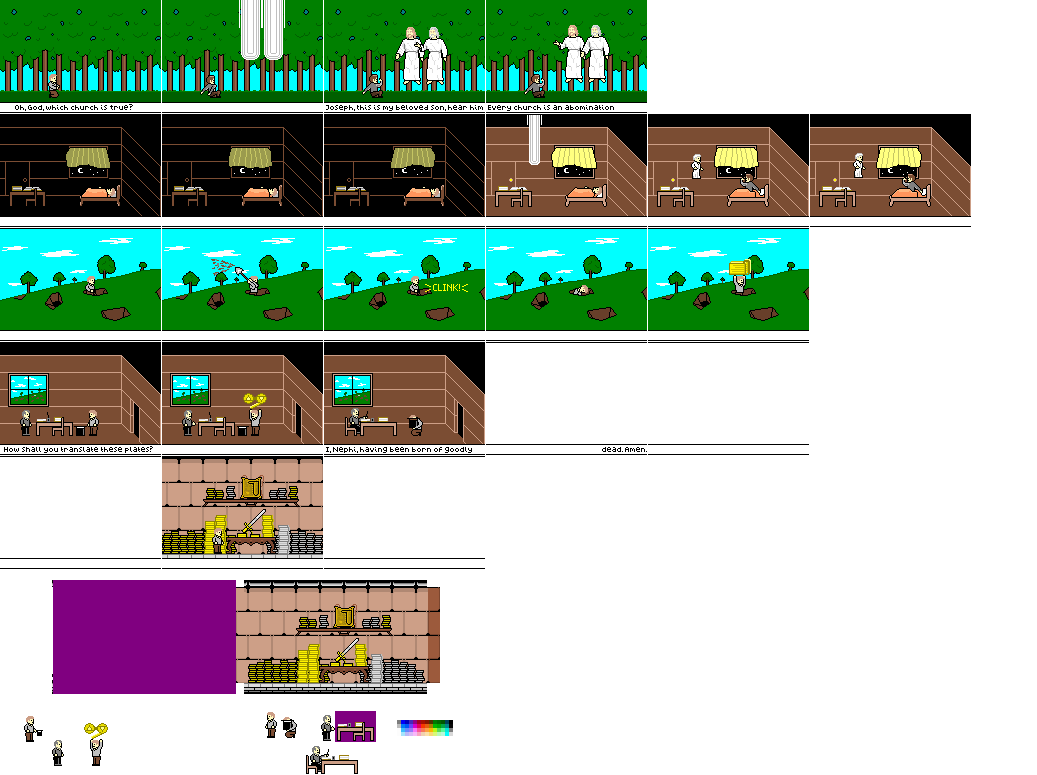 Oh, God, which church is true?
Joseph, this is my beloved Son, hear him
Every church is an abomination
>CLINK!<
How shall you translate these plates?
I, Nephi, having been born of goodly
dead. Amen.